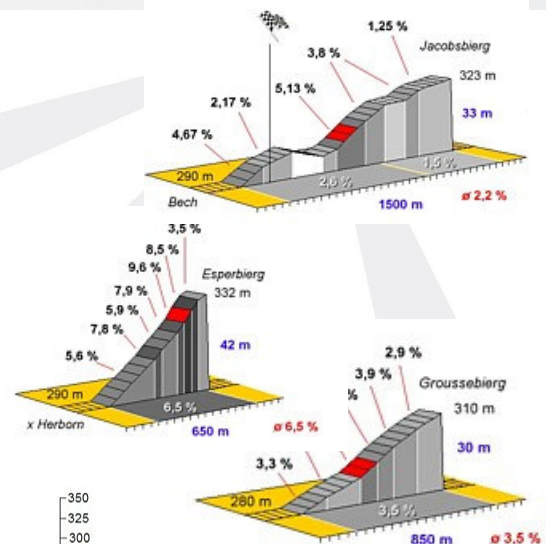 1,25 %
3,8 %
Jacobsbierg
323 m
5,13 %
2,17 %
33 m
4,67 %
290 m
2,6 %
1,5 %
Bech
1500 m
ø 2,2 %
3,5 %
8,5 %
9,6 %
Esperbierg
7,9 %
332 m
5,9 %
7,8 %
42 m
5,6 %
290 m
6,5 %
x Herborn
650 m
ø 6,5 %
2,9 %
3,9 %
Groussebierg
%
310 m
30 m
3,3 %
280 m
3,5 %
850 m
ø 3,5 %
350
325
300